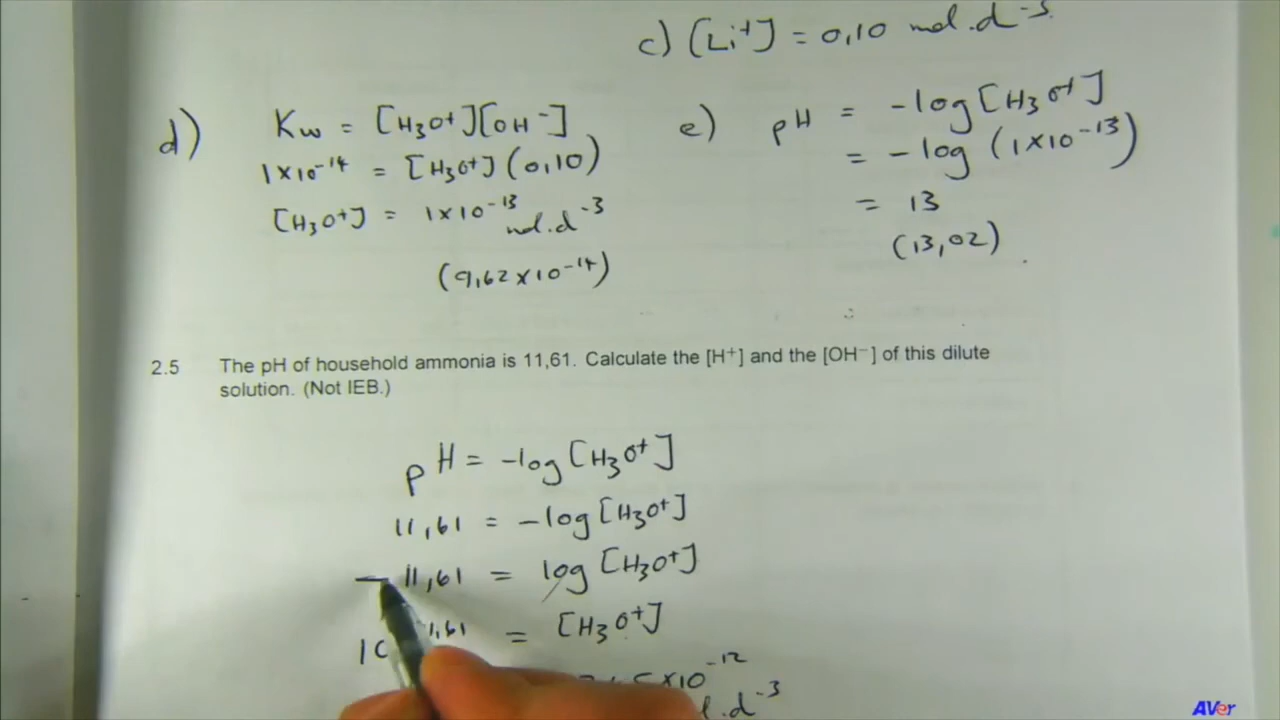 c) [Li+] = 0,10 mol.d⁻³
d) Kw = [H₃O+][OH⁻]
1×10⁻¹⁴ = [H₃O+](0,10)
[H₃O+] = 1×10⁻¹³ mol.d⁻³
(9,62×10⁻¹⁴)
e) pH = -log[H₃O+]
= -log (1×10⁻¹³)
= 13
(13,02)
2.5 The pH of household ammonia is 11,61. Calculate the [H⁺] and the [OH⁻] of this dilute
solution. (Not IEB.)
pH = -log[H₃O+]
11,61 = -log[H₃O+]
-11,61 = log[H₃O+]
= [H₃O+]
×10⁻¹²
.d⁻³
AVer